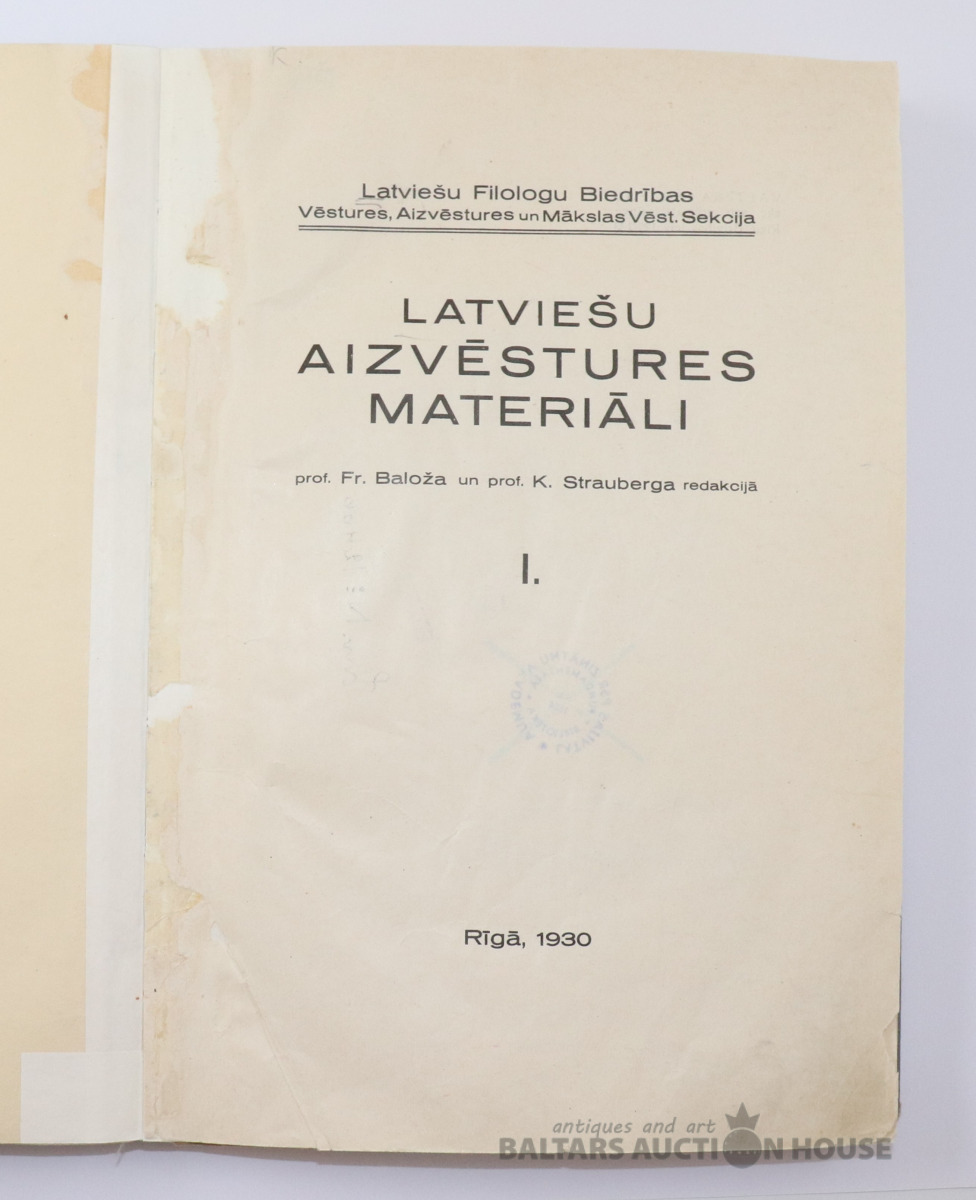 K
Latviešu Filologu Biedrības
Vēstures, Aizvēstures un Mākslas Vēst. Sekcija
LATVIEŠU
AIZVĒSTURES
MATERIĀLI
prof. Fr. Baloža un prof. K. Strauberga redakcijā
I.
Rīgā, 1930
antiques and art
BALTARS AUCTION HOUSE